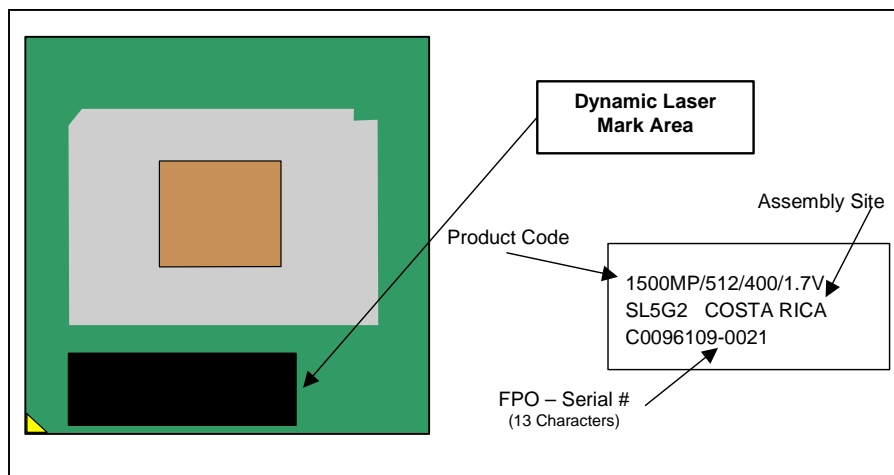 Dynamic Laser
Mark Area
Assembly Site
Product Code
1500MP/512/400/1.7V
SL5G2 COSTA RICA
C0096109-0021
FPO – Serial #
(13 Characters)